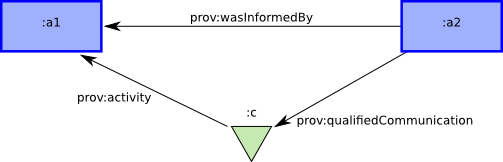 prov:wasInformedBy
:a1
:a2
prov:activity
:c
prov:qualifiedCommunication